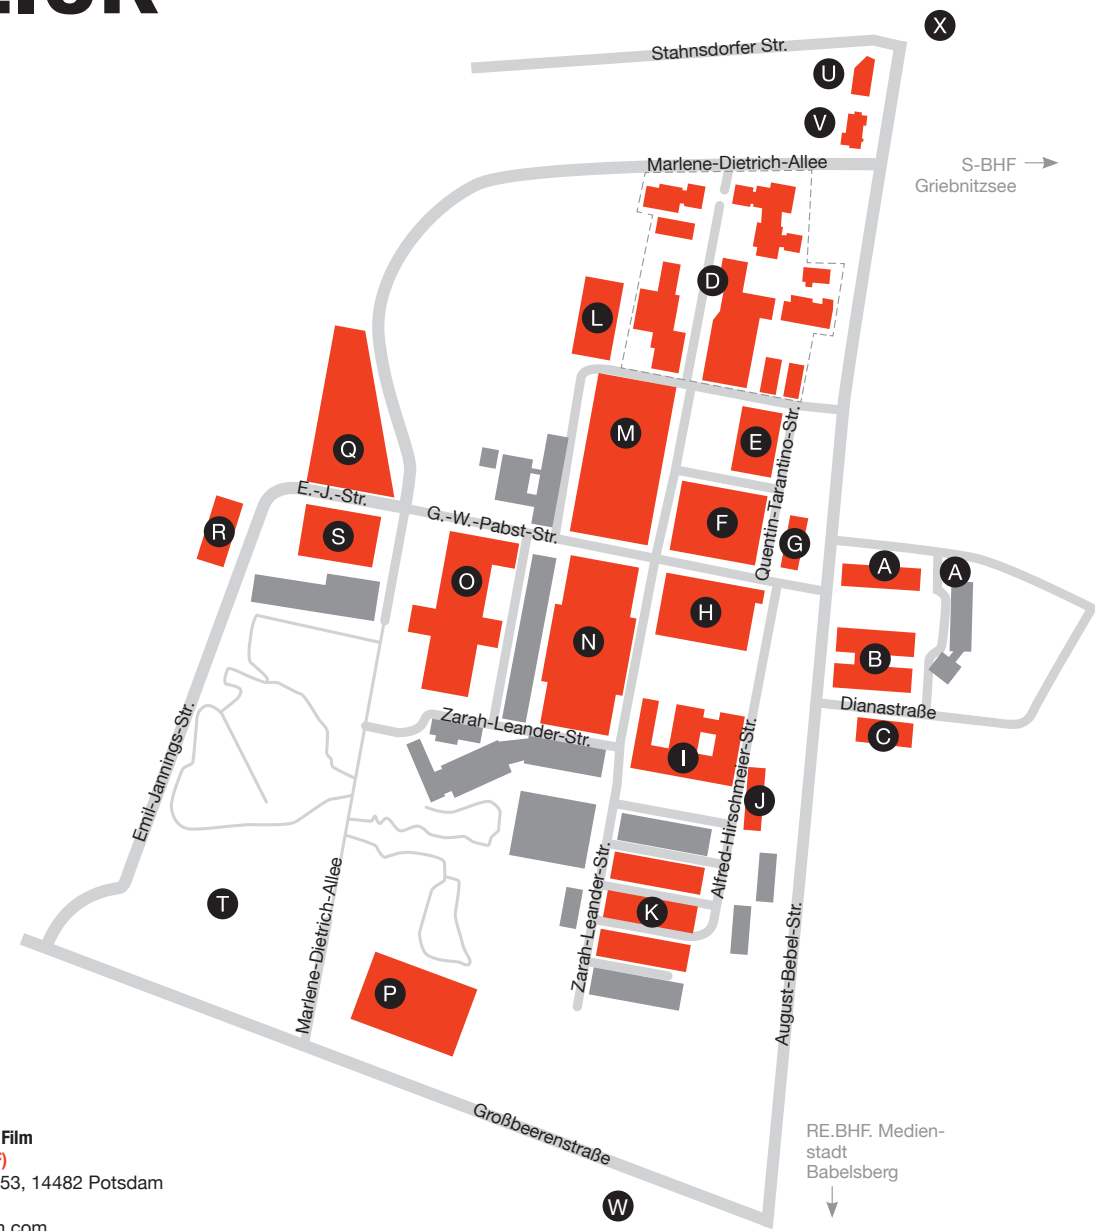 X
Stahnsdorfer Str.
U
V
Marlene-Dietrich-Allee
S-BHF
Griebnitzsee
D
L
M
E
Quentin-Tarantino-Str.
Q
E.-J.-Str.
G.-W.-Pabst-Str.
R
S
F
G
O
A
A
H
N
B
Zarah-Leander-Str.
Dianastraße
C
I
Emil-Jannings-Str.
J
Alfred-Hirschmeier-Str.
T
Marlene-Dietrich-Allee
K
Zarah-Leander-Str.
August-Bebel-Str.
P
Großbeerenstraße
RE.BHF. Medien-
stadt
Babelsberg
W
Film
53, 14482 Potsdam